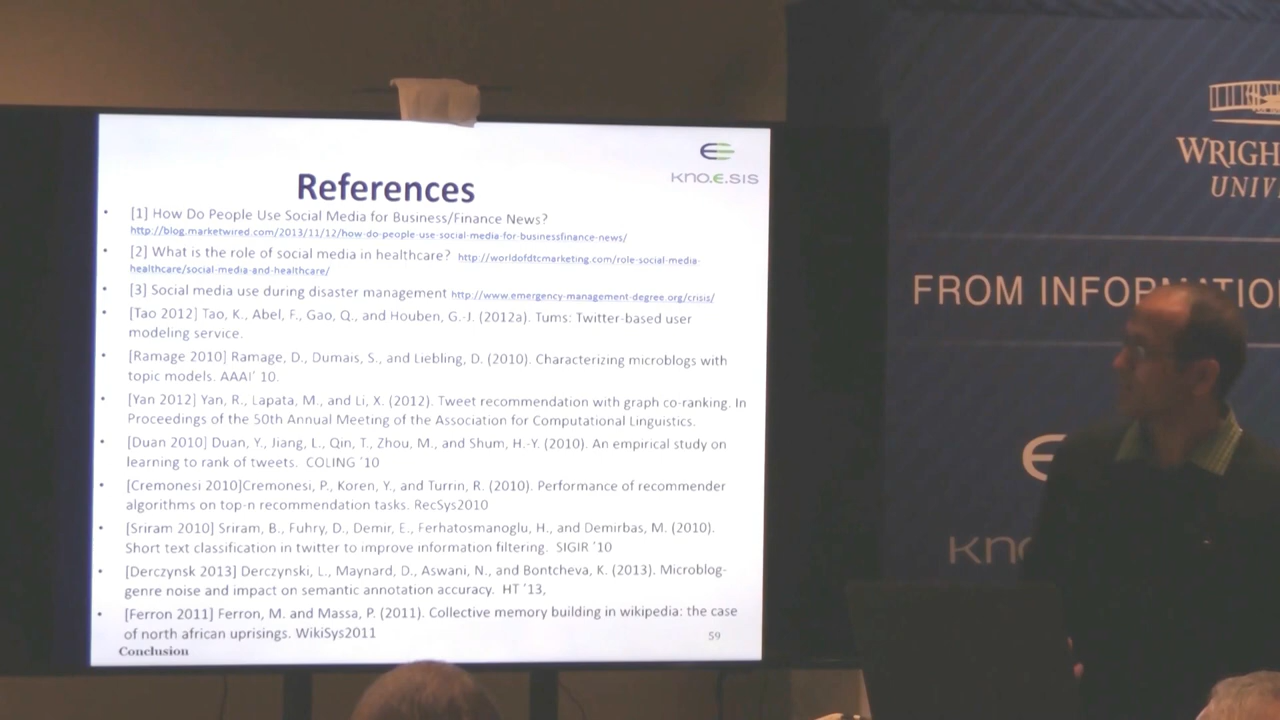 References
KNO.E.SIS
[1] How Do People Use Social Media for Business/Finance News?
http://blog.marketwired.com/2013/11/12/how-do-people-use-social-media-for-businessfinance-news/
[2] What is the role of social media in healthcare? http://worldofdtcmarketing.com/role-social-media-
healthcare/social-media-and-healthcare/
[3] Social media use during disaster management http://www.emergency-management-degree.org/crisis/
[Tao 2012] Tao, K., Abel, F., Gao, Q., and Houben, G.-J. (2012a). Tums: Twitter-based user
modeling service.
[Ramage 2010] Ramage, D., Dumais, S., and Liebling, D. (2010). Characterizing microblogs with
topic models. AAAI' 10.
[Yan 2012] Yan, R., Lapata, M., and Li, X. (2012). Tweet recommendation with graph co-ranking. In
Proceedings of the 50th Annual Meeting of the Association for Computational Linguistics.
[Duan 2010] Duan, Y., Jiang, L., Qin, T., Zhou, M., and Shum, H.-Y. (2010). An empirical study on
learning to rank of tweets. COLING '10
[Cremonesi 2010]Cremonesi, P., Koren, Y., and Turrin, R. (2010). Performance of recommender
algorithms on top-n recommendation tasks. RecSys2010
[Sriram 2010] Sriram, B., Fuhry, D., Demir, E., Ferhatosmanoglu, H., and Demirbas, M. (2010).
Short text classification in twitter to improve information filtering. SIGIR '10
[Derczynsk 2013] Derczynski, L., Maynard, D., Aswani, N., and Bontcheva, K. (2013). Microblog-
genre noise and impact on semantic annotation accuracy. HT '13,
[Ferron 2011] Ferron, M. and Massa, P. (2011). Collective memory building in wikipedia: the case
of north african uprisings. WikiSys2011
59
Conclusion
WRIGH
UNIV
FROM INFORMATIO
kno